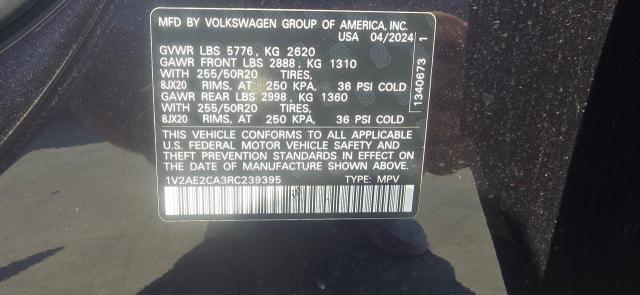 MFD BY VOLKSWAGEN GROUP OF AMERICA, INC.
USA 04/2024
GVWR LBS 5776, KG 2620
GAWR FRONT LBS 2888, KG 1310
WITH 255/50R20 TIRES,
8JX20 RIMS, AT 250 KPA, 36 PSI COLD
GAWR REAR LBS 2998, KG 1360
WITH 255/50R20 TIRES,
8JX20 RIMS, AT 250 KPA, 36 PSI COLD
THIS VEHICLE CONFORMS TO ALL APPLICABLE
U.S. FEDERAL MOTOR VEHICLE SAFETY AND
THEFT PREVENTION STANDARDS IN EFFECT ON
THE DATE OF MANUFACTURE SHOWN ABOVE.
1V2AE2CA3RC239395 TYPE: MPV
1340673 1